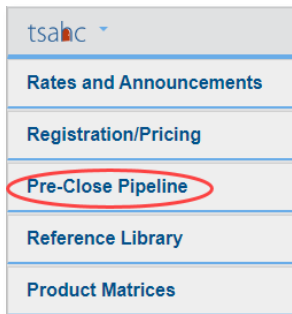 tsahc
Rates and Announcements
Registration/Pricing
Pre-Close Pipeline
Reference Library
Product Matrices